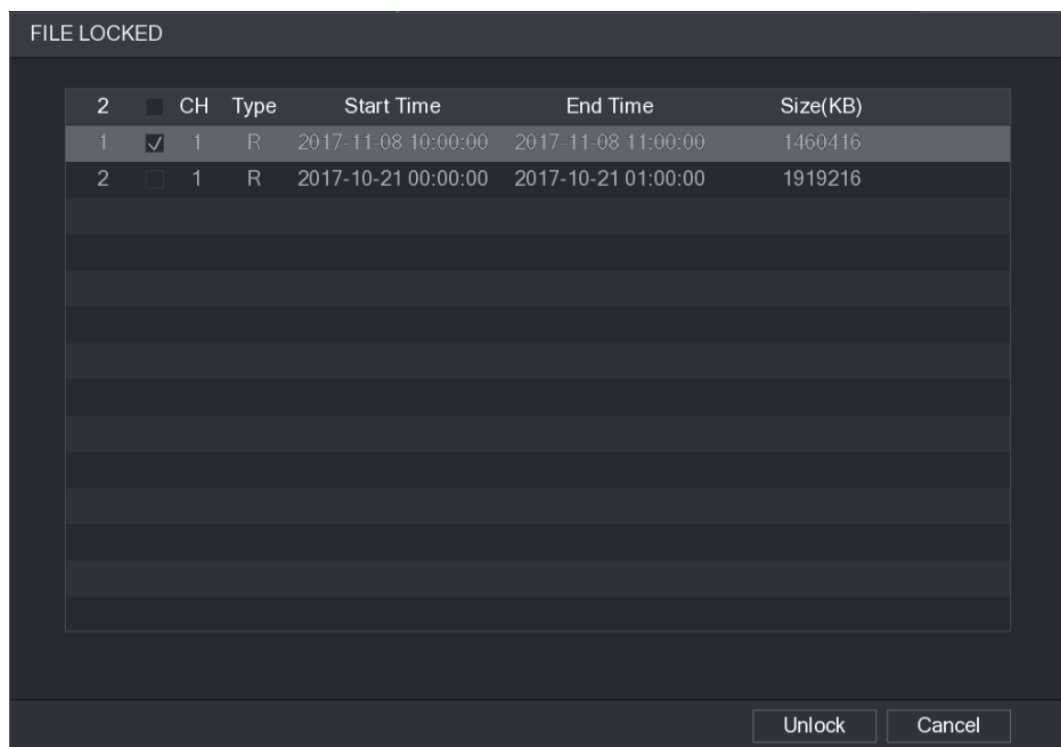 FILE LOCKED
2 CH Type Start Time End Time Size(KB)
1 1 R 2017-11-08 10:00:00 2017-11-08 11:00:00 1460416
2 1 R 2017-10-21 00:00:00 2017-10-21 01:00:00 1919216
Unlock Cancel